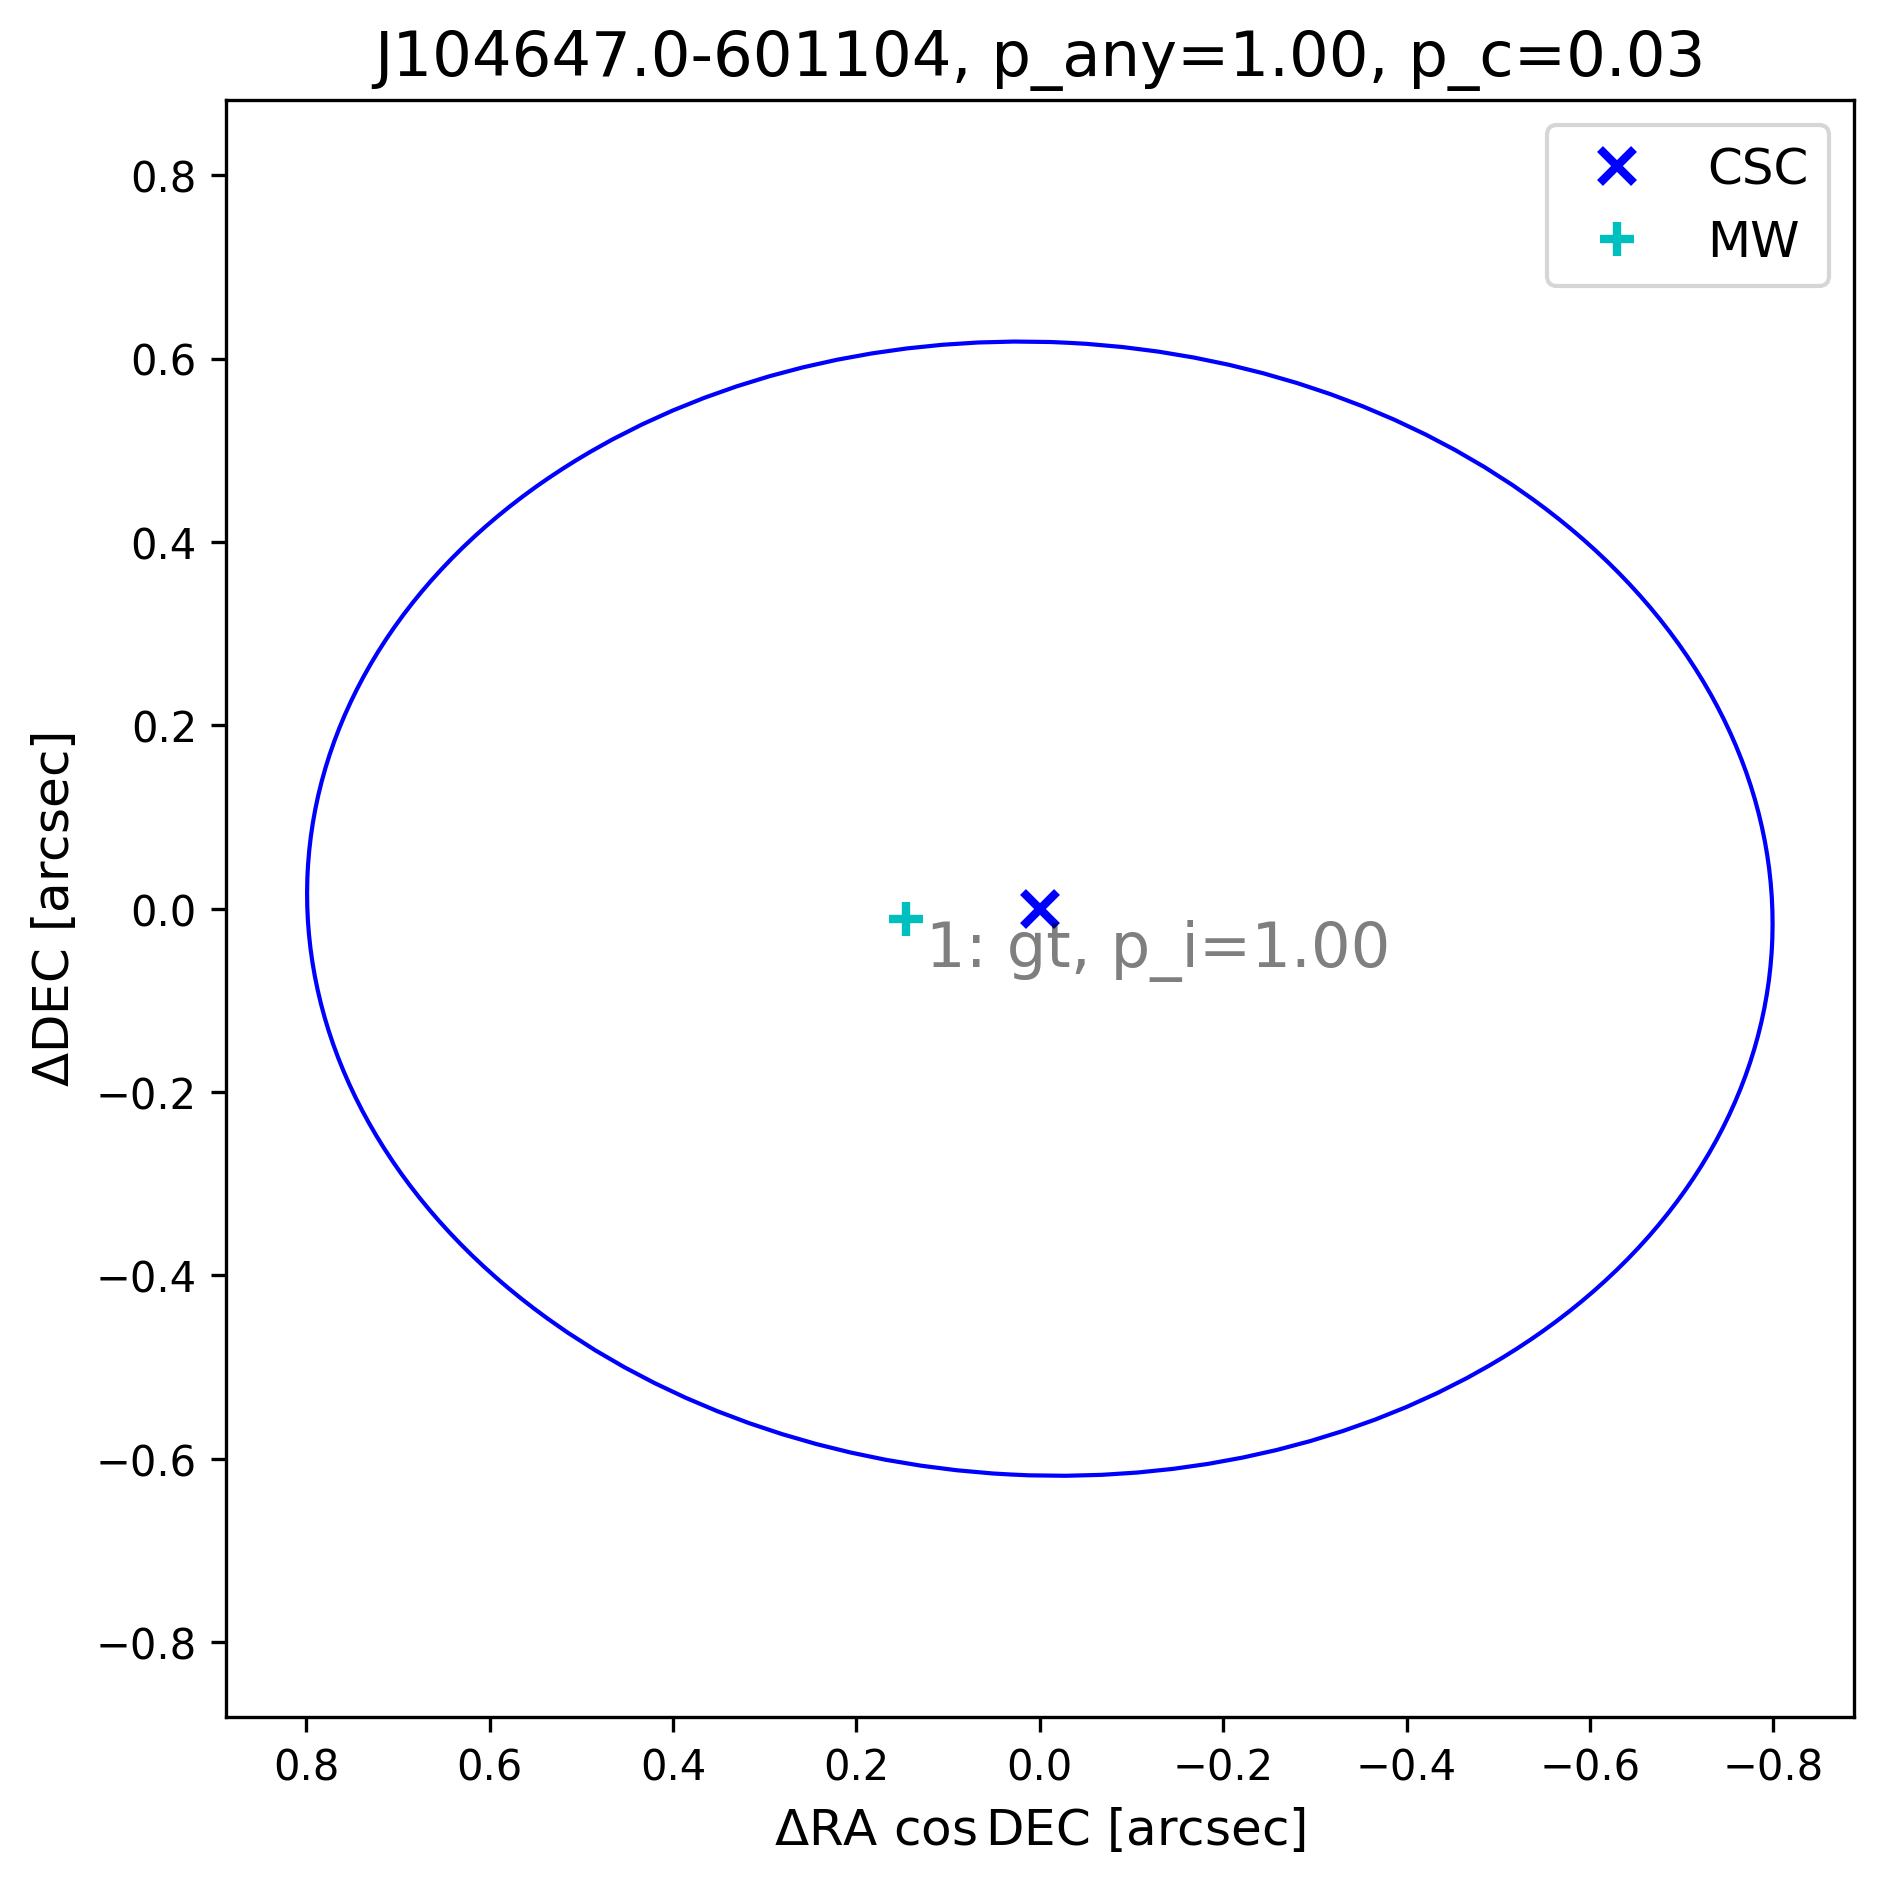 J104647.0-601104, p_any=1.00, p_c=0.03
CSC
MW
0.8
0.6
0.4
0.2
0.0
−0.2
−0.4
−0.6
−0.8
ΔDEC [arcsec]
1: gt, p_i=1.00
0.8 0.6 0.4 0.2 0.0 −0.2 −0.4 −0.6 −0.8
ΔRA cos DEC [arcsec]